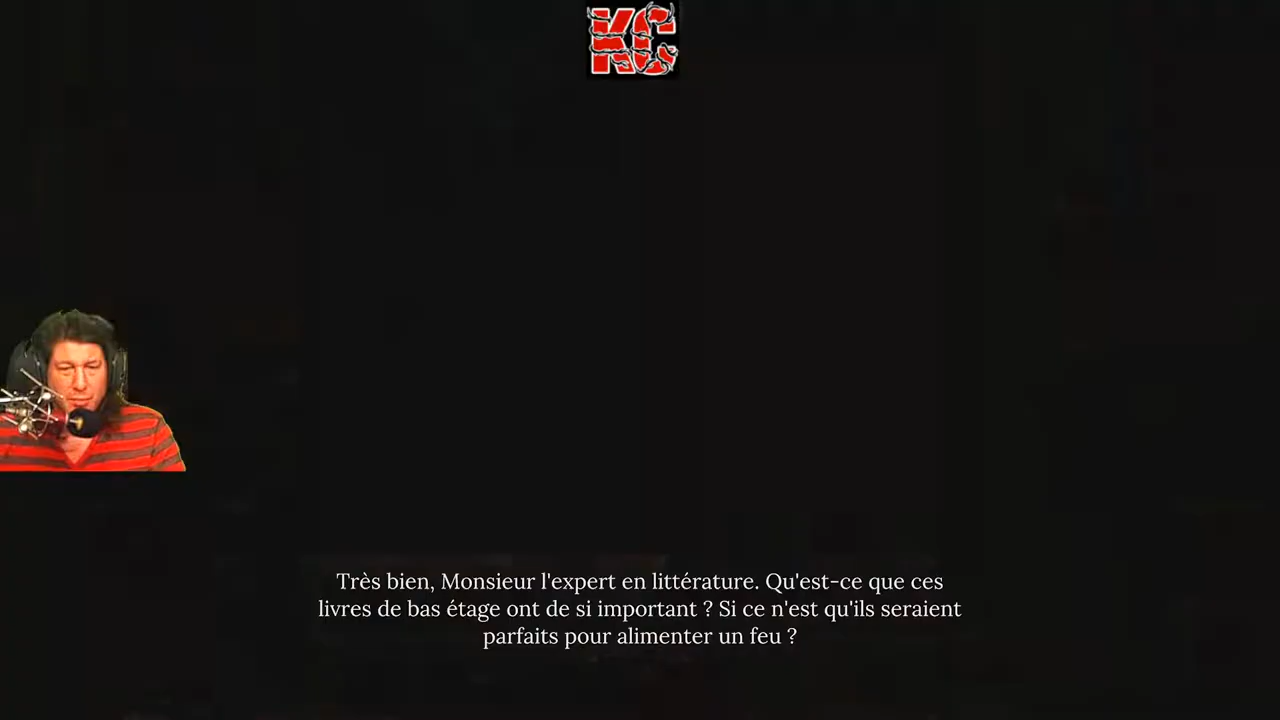 KC
Très bien, Monsieur l'expert en littérature. Qu'est-ce que ces
livres de bas étage ont de si important ? Si ce n'est qu'ils seraient
parfaits pour alimenter un feu ?